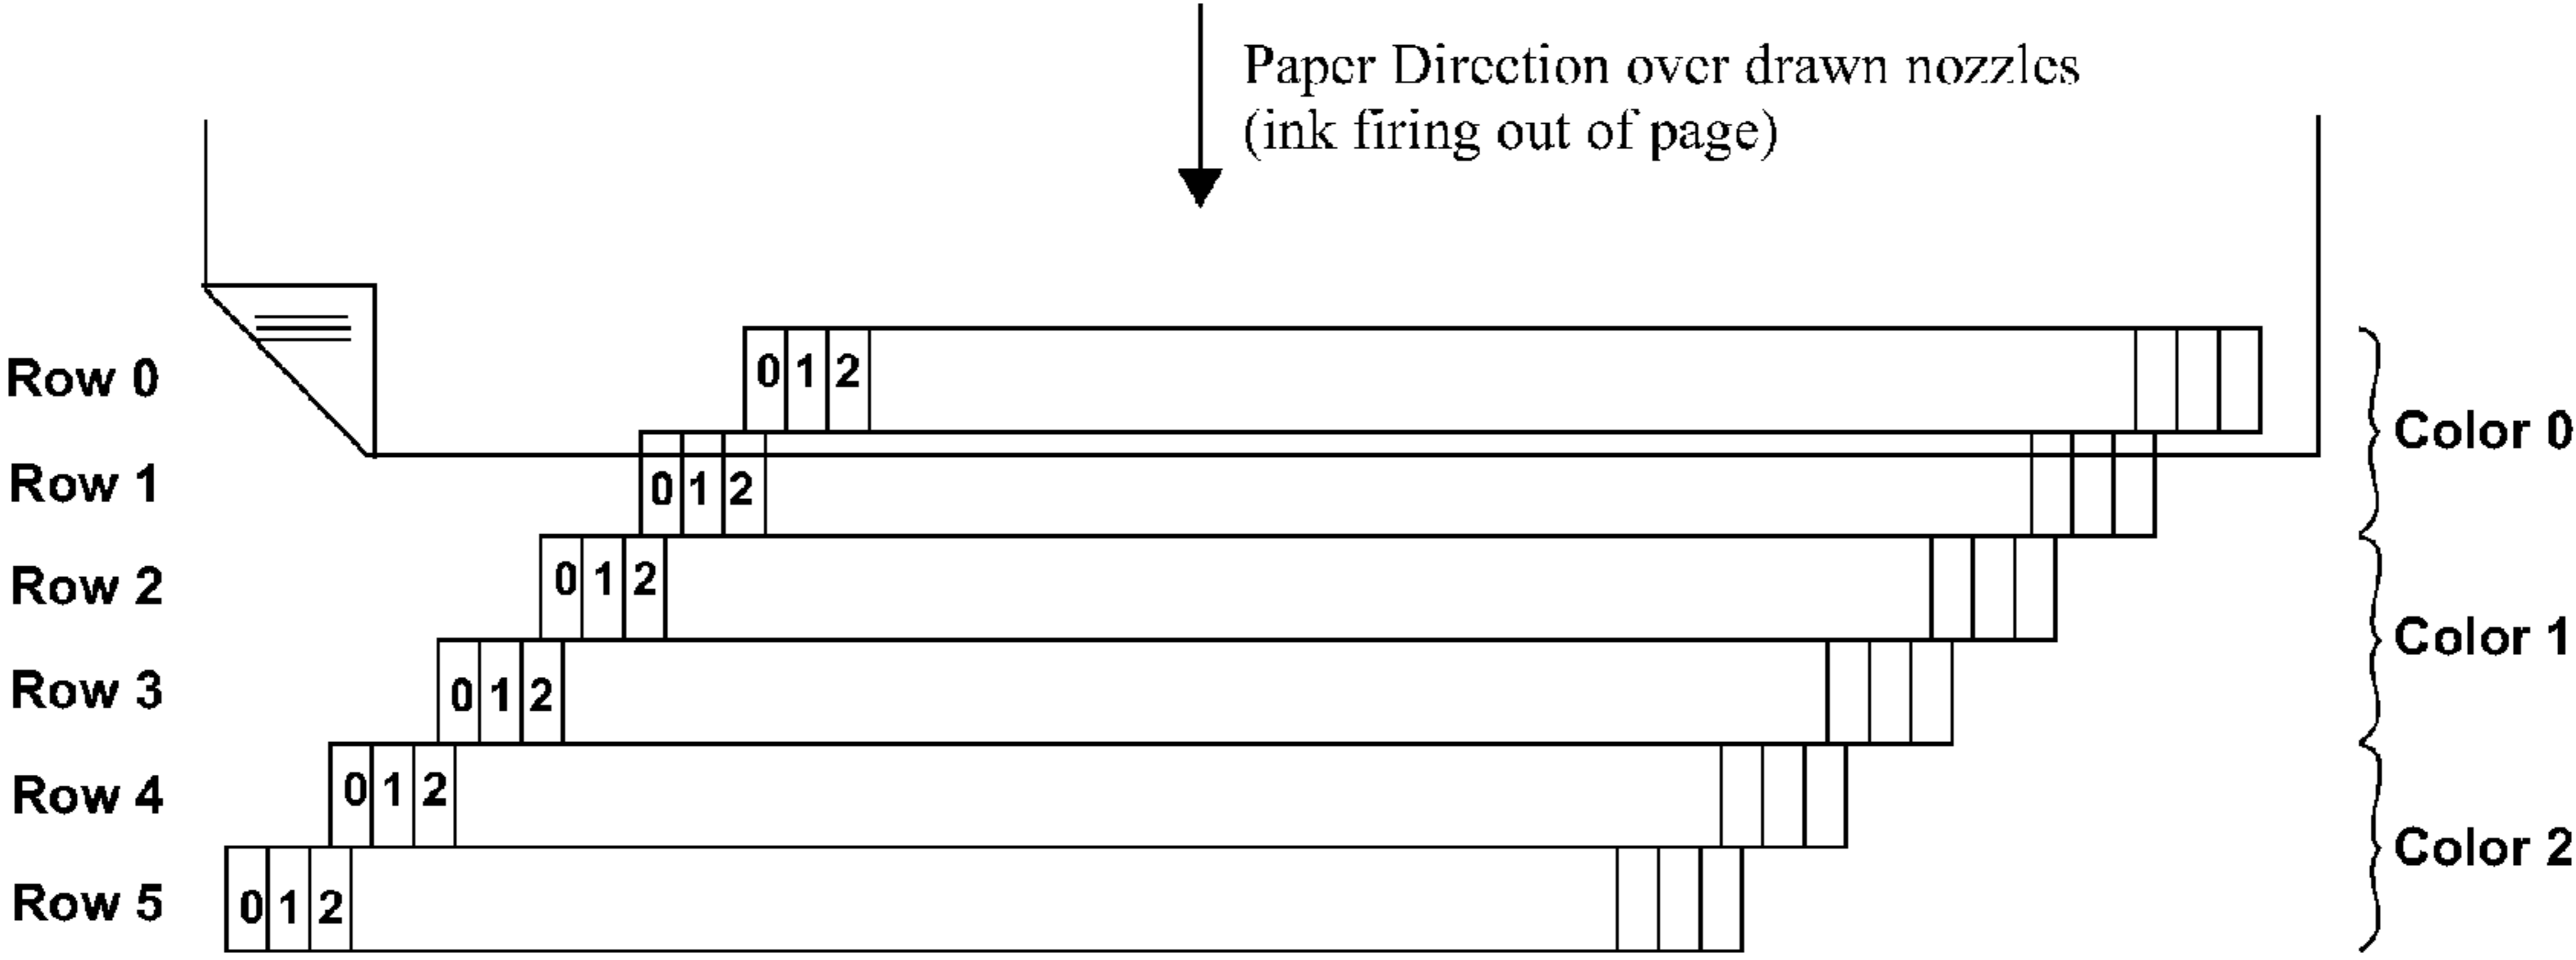 Paper Direction over drawn nozzles
(ink firing out of page)
Row 0
0 1 2
Color 0
Row 1
0 1 2
Row 2
0 1 2
Color 1
Row 3
0 1 2
Row 4
0 1 2
Color 2
Row 5
0 1 2